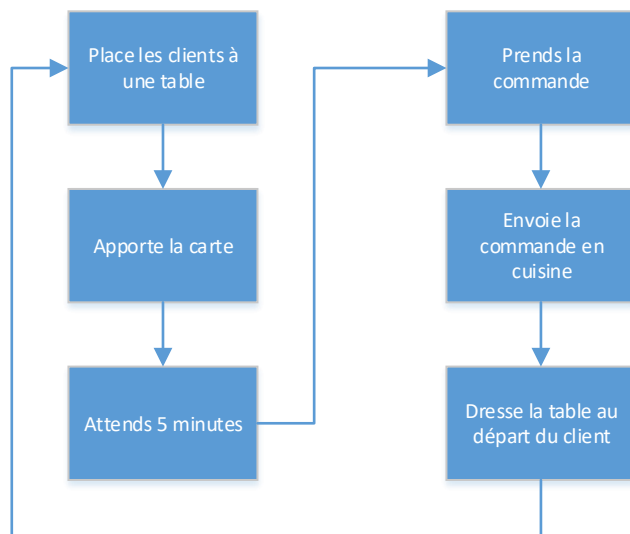 Place les clients à
une table
Apporte la carte
Attends 5 minutes
Prends la
commande
Envoie la
commande en
cuisine
Dresse la table au
départ du client